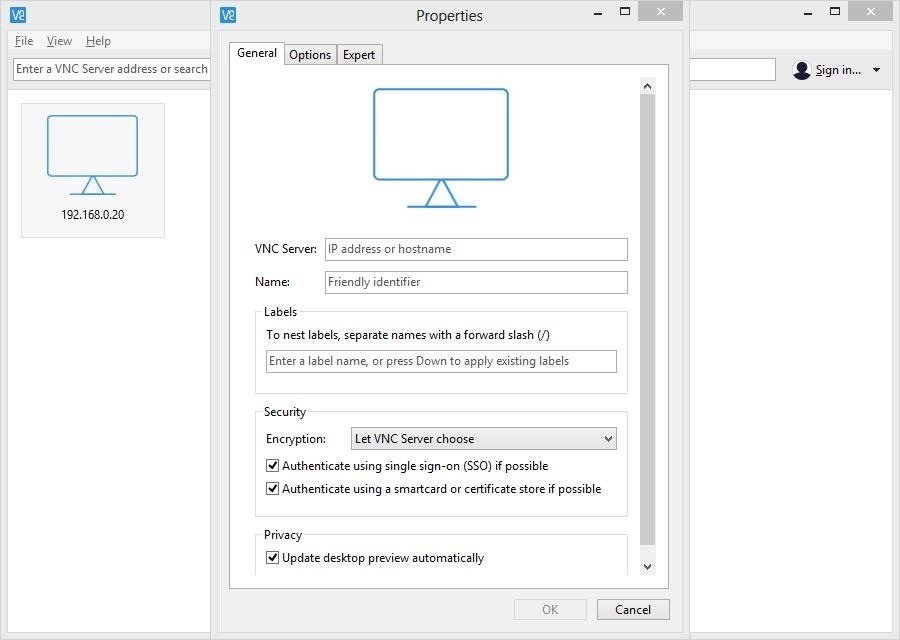 V2
V2
Properties
File View Help
Enter a VNC Server address or search
Sign in...
192.168.0.20
General Options Expert
VNC Server: IP address or hostname
Name: Friendly identifier
Labels
To nest labels, separate names with a forward slash (/)
Enter a label name, or press Down to apply existing labels
Security
Encryption: Let VNC Server choose
Authenticate using single sign-on (SSO) if possible
Authenticate using a smartcard or certificate store if possible
Privacy
Update desktop preview automatically
OK Cancel